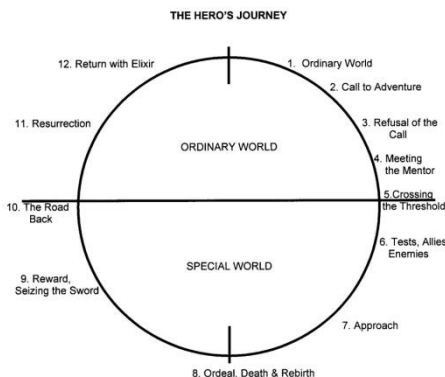 THE HERO'S JOURNEY
1. Ordinary World
2. Call to Adventure
3. Refusal of the
Call
4. Meeting
the Mentor
5.Crossing
the Threshold
6. Tests, Allies
Enemies
7. Approach
8. Ordeal, Death & Rebirth
9. Reward,
Seizing the Sword
10. The Road
Back
11. Resurrection
12. Return with Elixir
ORDINARY WORLD
SPECIAL WORLD